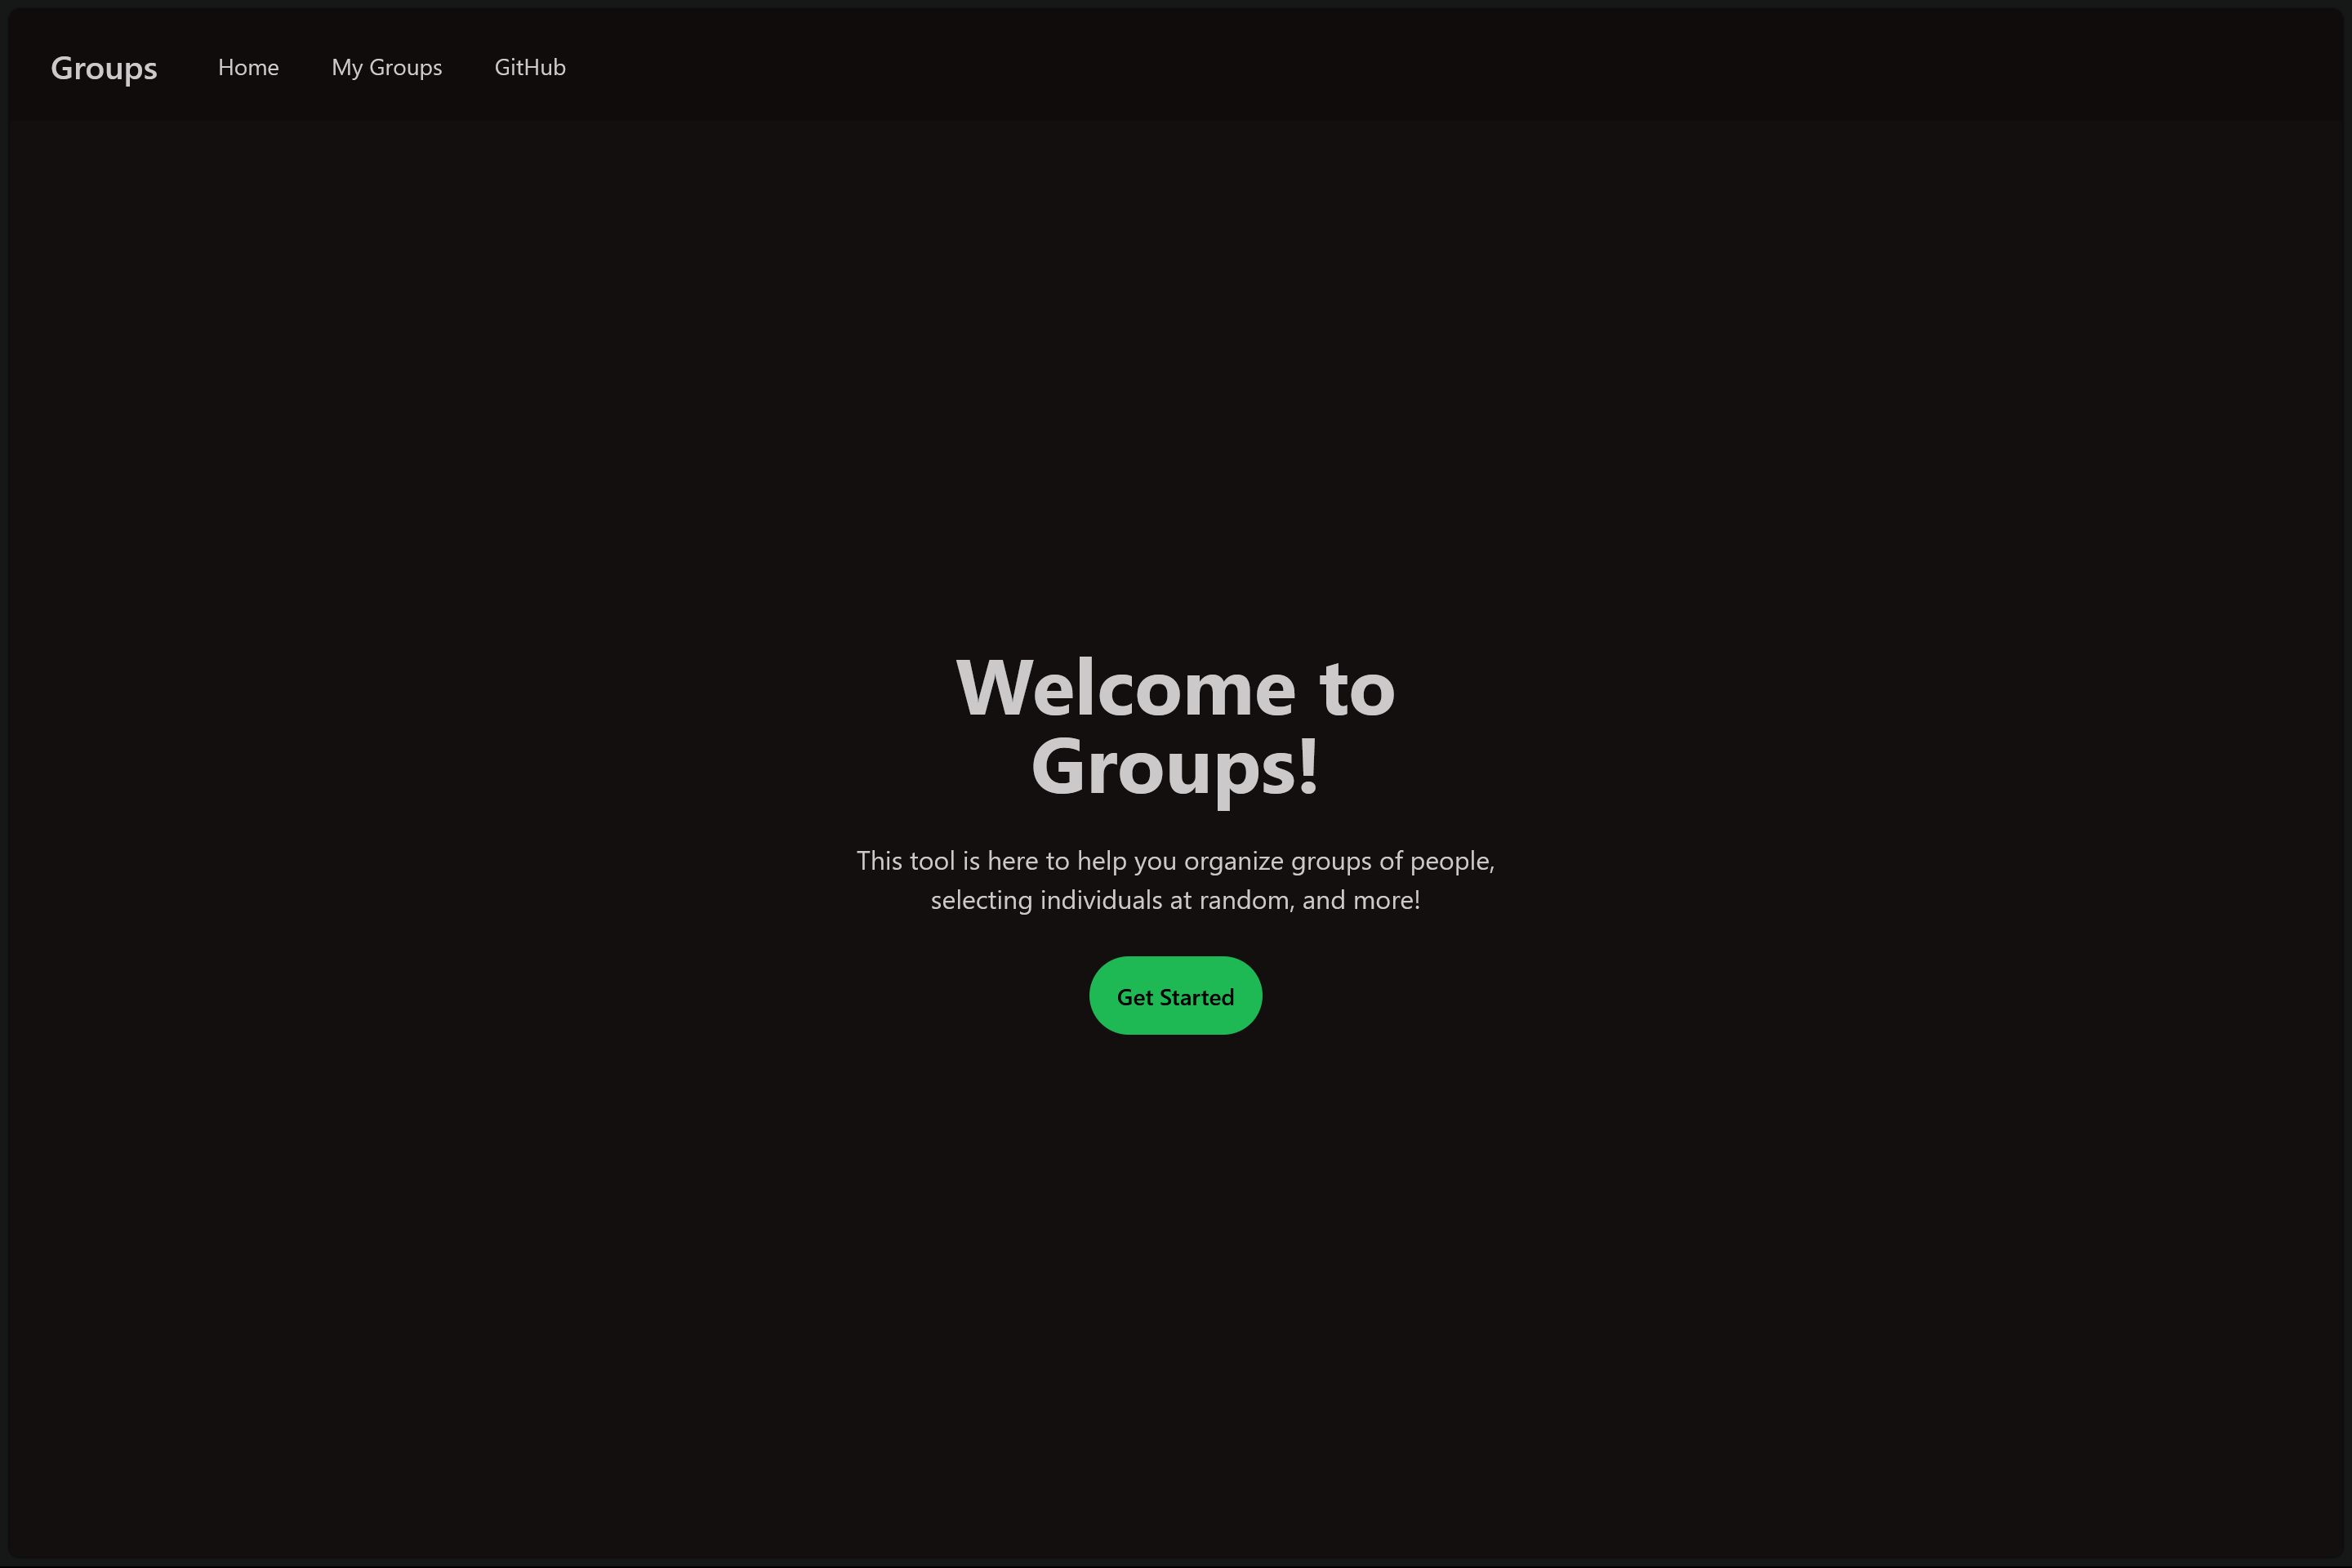 Groups Home My Groups GitHub
Welcome to
Groups!
This tool is here to help you organize groups of people,
selecting individuals at random, and more!
Get Started